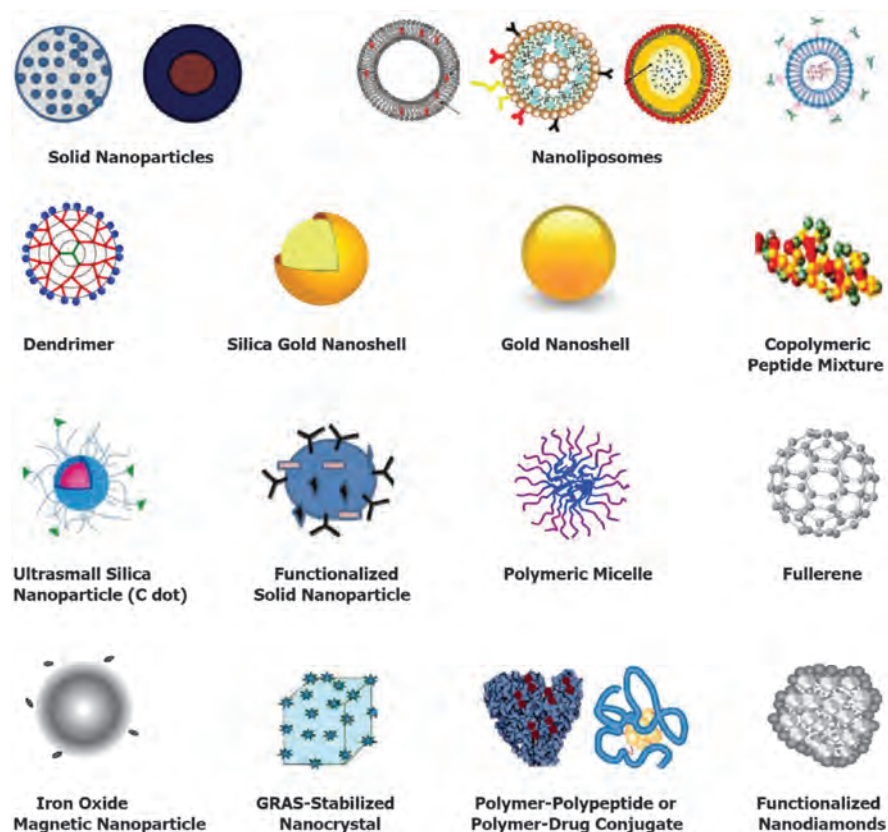 Solid Nanoparticles
Nanoliposomes
Dendrimer
Silica Gold Nanoshell
Gold Nanoshell
Copolymeric
Peptide Mixture
Ultrasmall Silica
Nanoparticle (C dot)
Functionalized
Solid Nanoparticle
Polymeric Micelle
Fullerene
Iron Oxide
Magnetic Nanoparticle
GRAS-Stabilized
Nanocrystal
Polymer-Polypeptide or
Polymer-Drug Conjugate
Functionalized
Nanodiamonds